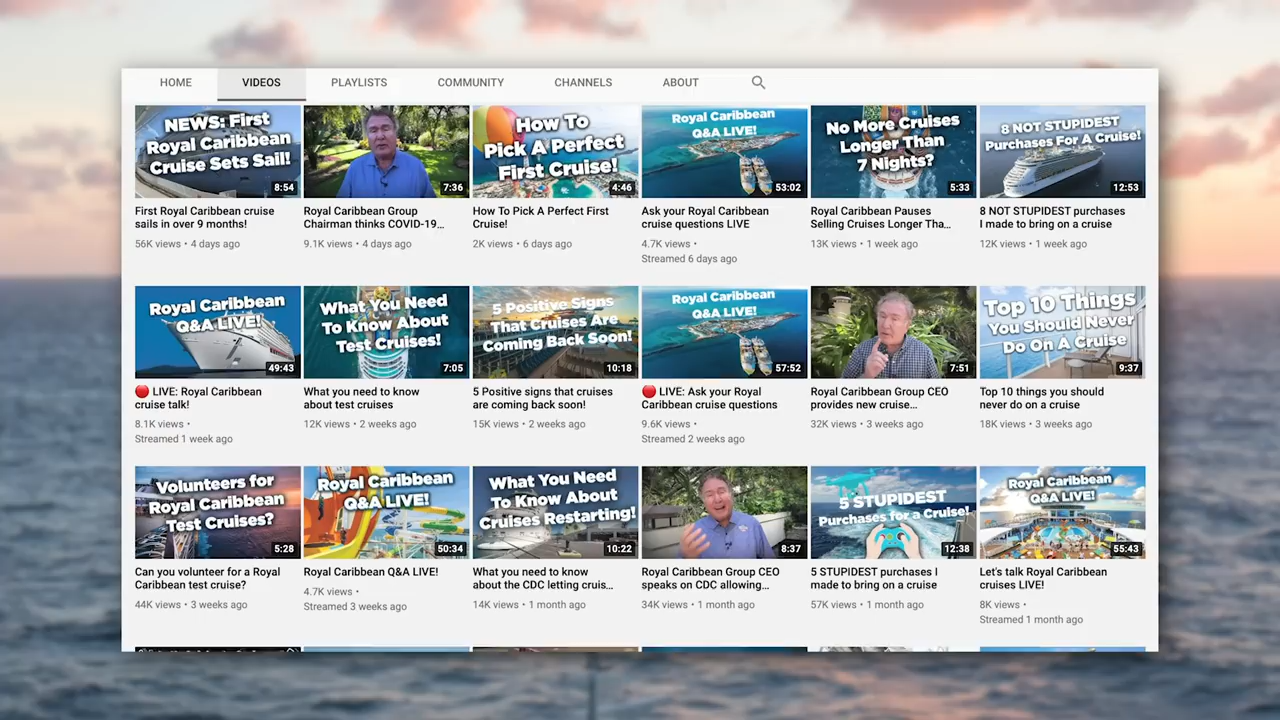 HOME VIDEOS PLAYLISTS COMMUNITY CHANNELS ABOUT
NEWS: First
Royal Caribbean
Cruise Sets Sail!
8:54
First Royal Caribbean cruise
sails in over 9 months!
56K views • 4 days ago
7:36
Royal Caribbean Group
Chairman thinks COVID-19...
9.1K views • 4 days ago
How To
Pick A Perfect
First Cruise!
4:46
How To Pick A Perfect First
Cruise!
2K views • 6 days ago
Royal Caribbean
Q&A LIVE!
53:02
Ask your Royal Caribbean
cruise questions LIVE
4.7K views •
Streamed 6 days ago
No More Cruises
Longer Than
7 Nights?
5:33
Royal Caribbean Pauses
Selling Cruises Longer Tha...
13K views • 1 week ago
8 NOT STUPIDEST
Purchases For A Cruise!
12:53
8 NOT STUPIDEST purchases
I made to bring on a cruise
12K views • 1 week ago
Royal Caribbean
Q&A LIVE!
49:43
🔴 LIVE: Royal Caribbean
cruise talk!
8.1K views •
Streamed 1 week ago
What You Need
To Know About
Test Cruises!
7:05
What you need to know
about test cruises
12K views • 2 weeks ago
5 Positive Signs
That Cruises Are
Coming Back Soon!
10:18
5 Positive signs that cruises
are coming back soon!
15K views • 2 weeks ago
Royal Caribbean
Q&A LIVE!
57:52
🔴 LIVE: Ask your Royal
Caribbean cruise questions
9.6K views •
Streamed 2 weeks ago
7:51
Royal Caribbean Group CEO
provides new cruise...
32K views • 3 weeks ago
Top 10 Things
You Should Never
Do On A Cruise
9:37
Top 10 things you should
never do on a cruise
18K views • 3 weeks ago
Volunteers for
Royal Caribbean
Test Cruises?
5:28
Can you volunteer for a Royal
Caribbean test cruise?
44K views • 3 weeks ago
Royal Caribbean
Q&A LIVE!
50:34
Royal Caribbean Q&A LIVE!
4.7K views •
Streamed 3 weeks ago
What You Need
To Know About
Cruises Restarting!
10:22
What you need to know
about the CDC letting cruis...
14K views • 1 month ago
8:37
Royal Caribbean Group CEO
speaks on CDC allowing...
34K views • 1 month ago
5 STUPIDEST
Purchases for a Cruise!
12:38
5 STUPIDEST purchases I
made to bring on a cruise
57K views • 1 month ago
Royal Caribbean
Q&A LIVE!
55:43
Let's talk Royal Caribbean
cruises LIVE!
8K views •
Streamed 1 month ago